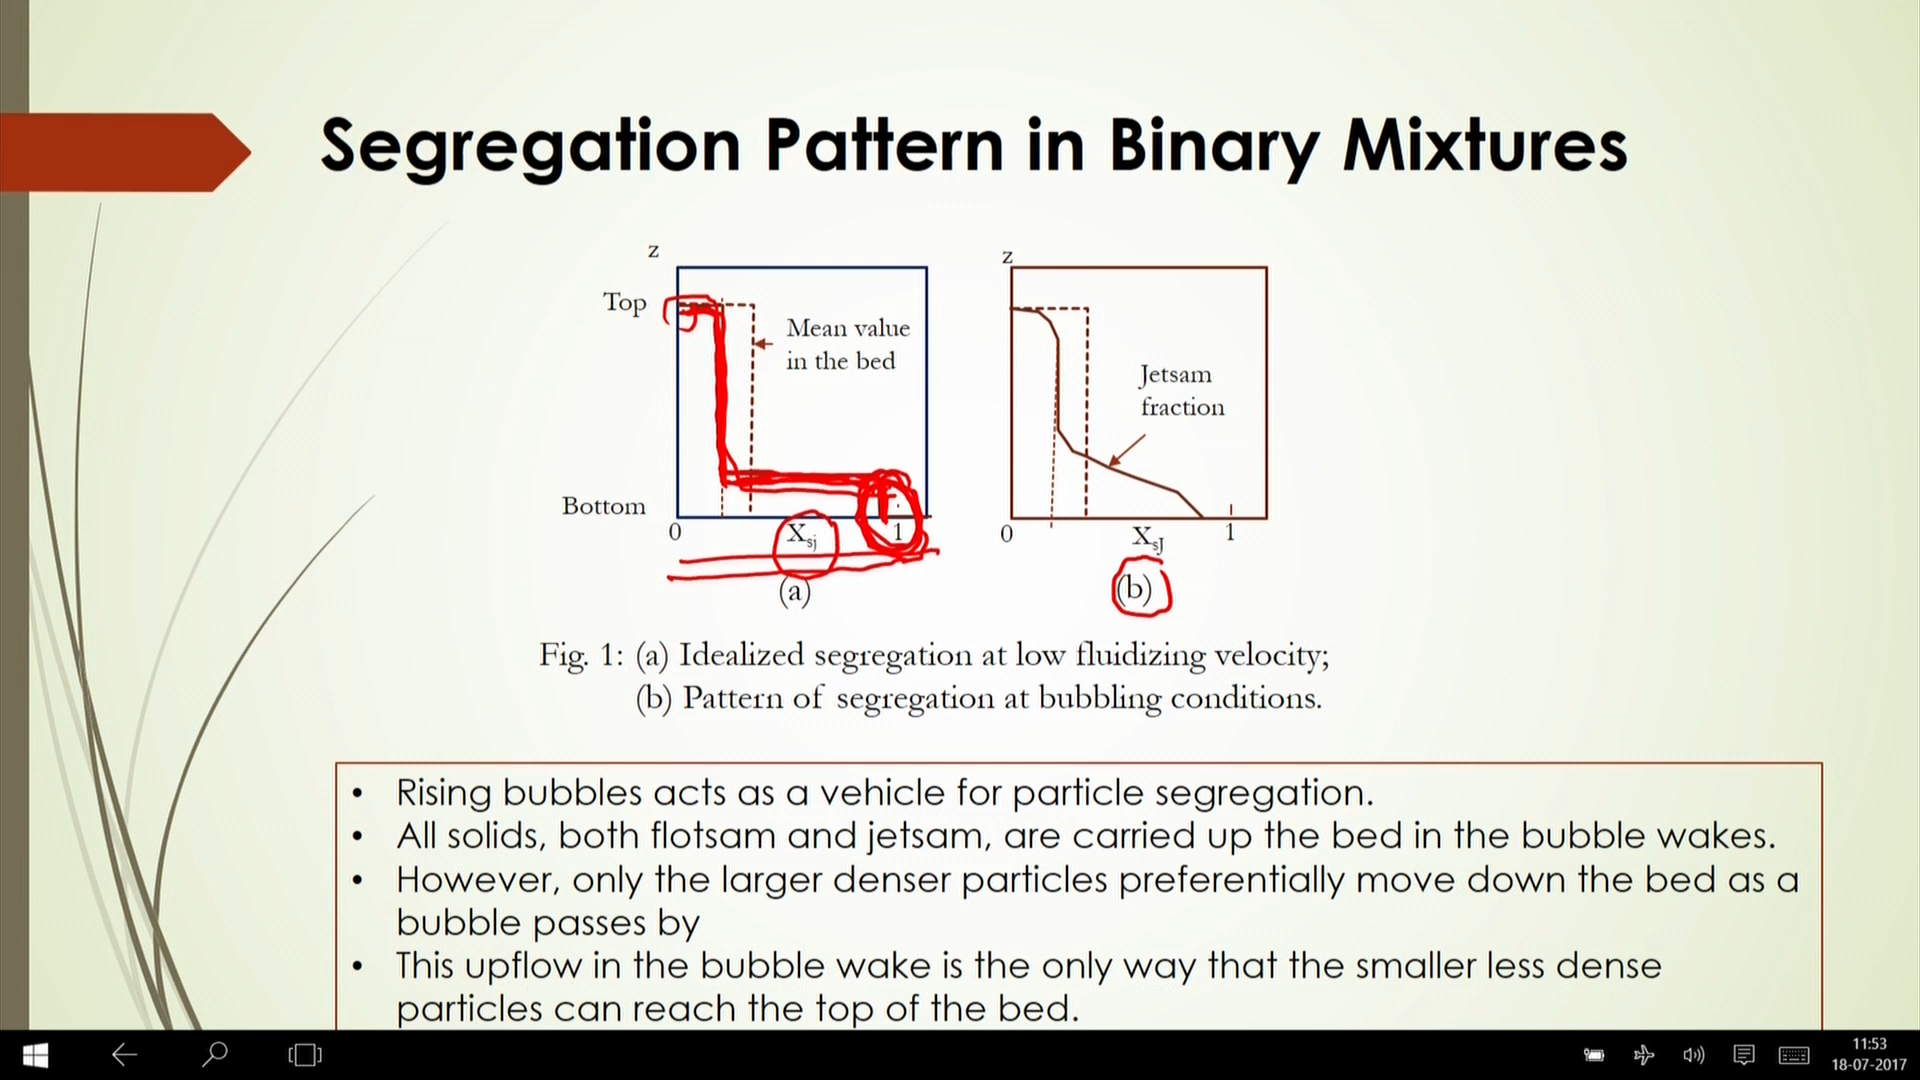 Segregation Pattern in Binary Mixtures
z
Top
Mean value
in the bed
Bottom
0
X_sj
1
(a)
z
Jetsam
fraction
0
X_sJ
1
(b)
Fig. 1: (a) Idealized segregation at low fluidizing velocity;
(b) Pattern of segregation at bubbling conditions.
• Rising bubbles acts as a vehicle for particle segregation.
• All solids, both flotsam and jetsam, are carried up the bed in the bubble wakes.
• However, only the larger denser particles preferentially move down the bed as a
bubble passes by
• This upflow in the bubble wake is the only way that the smaller less dense
particles can reach the top of the bed.
11:53
18-07-2017